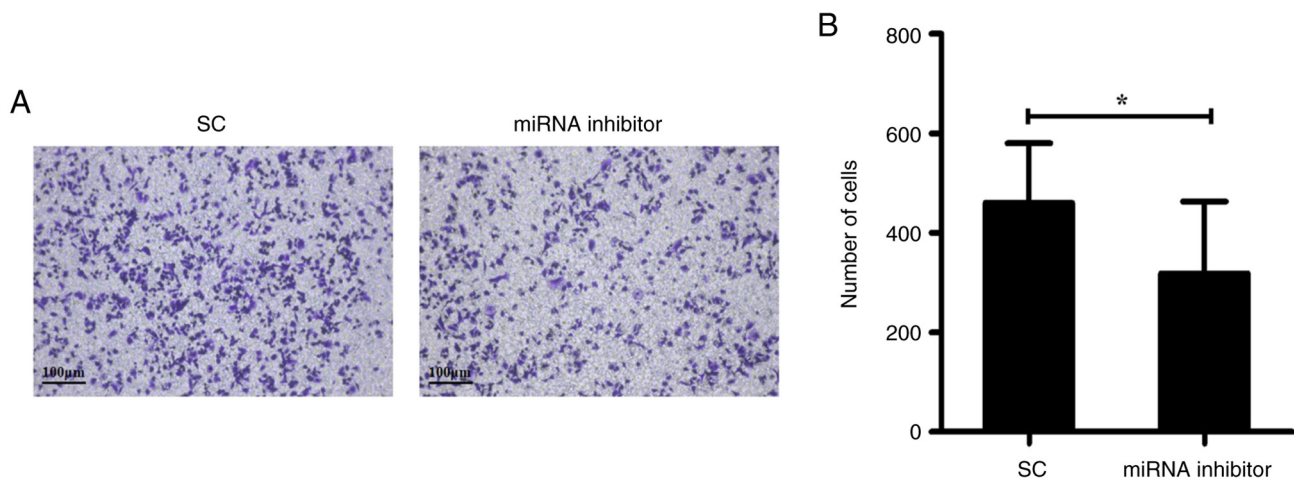 A
SC
miRNA inhibitor
100μm
100μm
B
Number of cells
800
600
400
200
0
*
SC
miRNA inhibitor